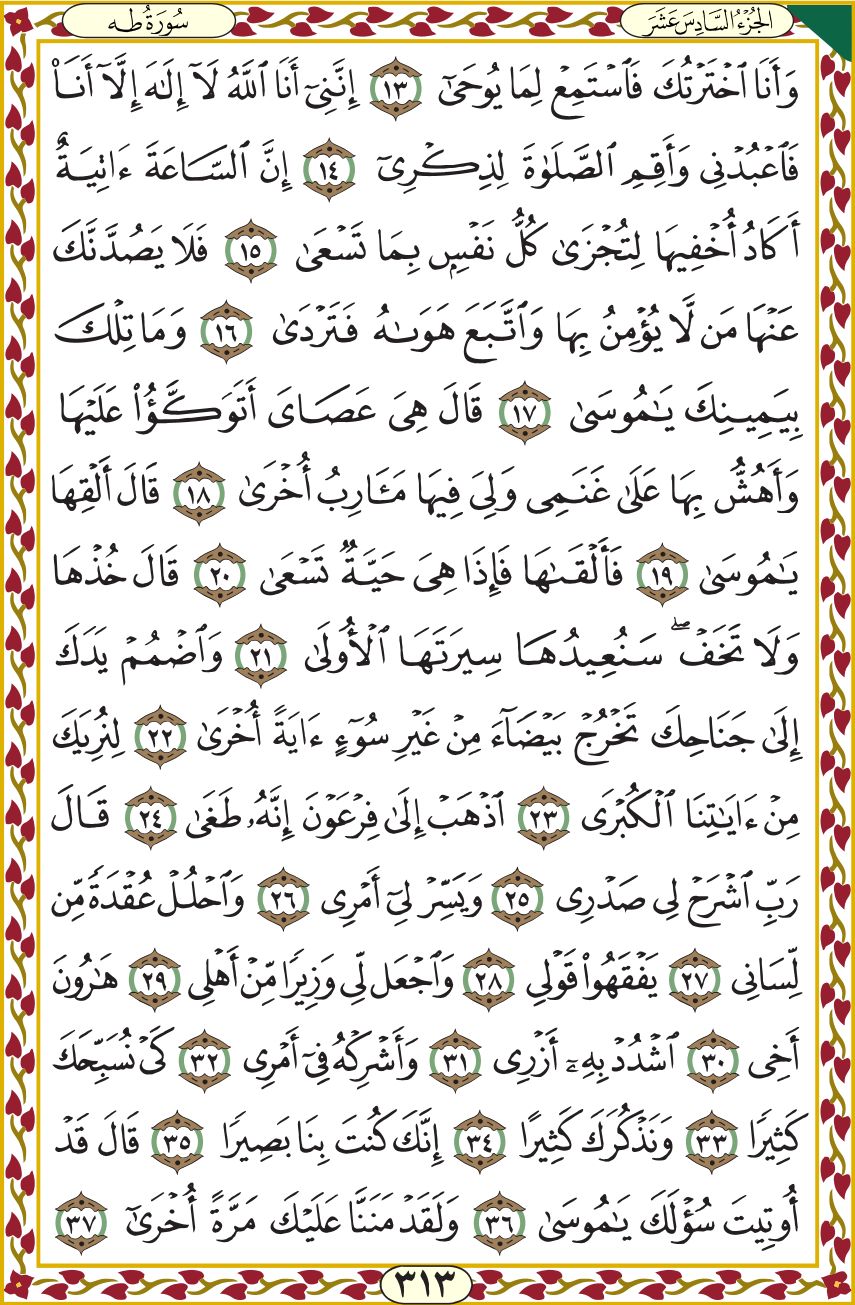 الجُزْءُ السَّادِسَ عَشَرَ
سُورَةُ طه
وَأَنَا ٱخْتَرْتُكَ فَٱسْتَمِعْ لِمَا يُوحَىٰٓ ١٣ إِنَّنِىٓ أَنَا ٱللَّهُ لَآ إِلَٰهَ إِلَّآ أَنَا۠
فَٱعْبُدْنِى وَأَقِمِ ٱلصَّلَوٰةَ لِذِكْرِىٓ ١٤ إِنَّ ٱلسَّاعَةَ ءَاتِيَةٌ
أَكَادُ أُخْفِيهَا لِتُجْزَىٰ كُلُّ نَفْسٍۭ بِمَا تَسْعَىٰ ١٥ فَلَا يَصُدَّنَّكَ
عَنْهَا مَن لَّا يُؤْمِنُ بِهَا وَٱتَّبَعَ هَوَىٰهُ فَتَرْدَىٰ ١٦ وَمَا تِلْكَ
بِيَمِينِكَ يَٰمُوسَىٰ ١٧ قَالَ هِىَ عَصَاىَ أَتَوَكَّؤُا۟ عَلَيْهَا
وَأَهُشُّ بِهَا عَلَىٰ غَنَمِى وَلِىَ فِيهَا مَـَٔارِبُ أُخْرَىٰ ١٨ قَالَ أَلْقِهَا
يَٰمُوسَىٰ ١٩ فَأَلْقَىٰهَا فَإِذَا هِىَ حَيَّةٌ تَسْعَىٰ ٢٠ قَالَ خُذْهَا
وَلَا تَخَفْ ۖ سَنُعِيدُهَا سِيرَتَهَا ٱلْأُولَىٰ ٢١ وَٱضْمُمْ يَدَكَ
إِلَىٰ جَنَاحِكَ تَخْرُجْ بَيْضَآءَ مِنْ غَيْرِ سُوٓءٍ ءَايَةً أُخْرَىٰ ٢٢ لِنُرِيَكَ
مِنْ ءَايَٰتِنَا ٱلْكُبْرَى ٢٣ ٱذْهَبْ إِلَىٰ فِرْعَوْنَ إِنَّهُۥ طَغَىٰ ٢٤ قَالَ
رَبِّ ٱشْرَحْ لِى صَدْرِى ٢٥ وَيَسِّرْ لِىٓ أَمْرِى ٢٦ وَٱحْلُلْ عُقْدَةً مِّن
لِّسَانِى ٢٧ يَفْقَهُوا۟ قَوْلِى ٢٨ وَٱجْعَل لِّى وَزِيرًا مِّنْ أَهْلِى ٢٩ هَٰرُونَ
أَخِى ٣٠ ٱشْدُدْ بِهِۦٓ أَزْرِى ٣١ وَأَشْرِكْهُ فِىٓ أَمْرِى ٣٢ كَىْ نُسَبِّحَكَ
كَثِيرًا ٣٣ وَنَذْكُرَكَ كَثِيرًا ٣٤ إِنَّكَ كُنتَ بِنَا بَصِيرًا ٣٥ قَالَ قَدْ
أُوتِيتَ سُؤْلَكَ يَٰمُوسَىٰ ٣٦ وَلَقَدْ مَنَنَّا عَلَيْكَ مَرَّةً أُخْرَىٰٓ ٣٧
٣١٣